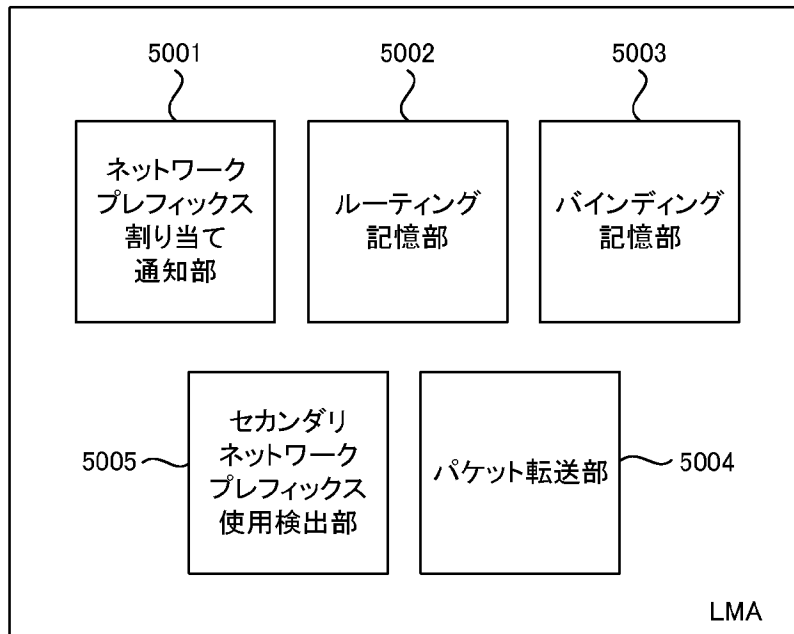 5001
5002
5003
ネットワーク
プレフィックス
割り当て
通知部
ルーティング
記憶部
バインディング
記憶部
5005
セカンダリ
ネットワーク
プレフィックス
使用検出部
パケット転送部
5004
LMA